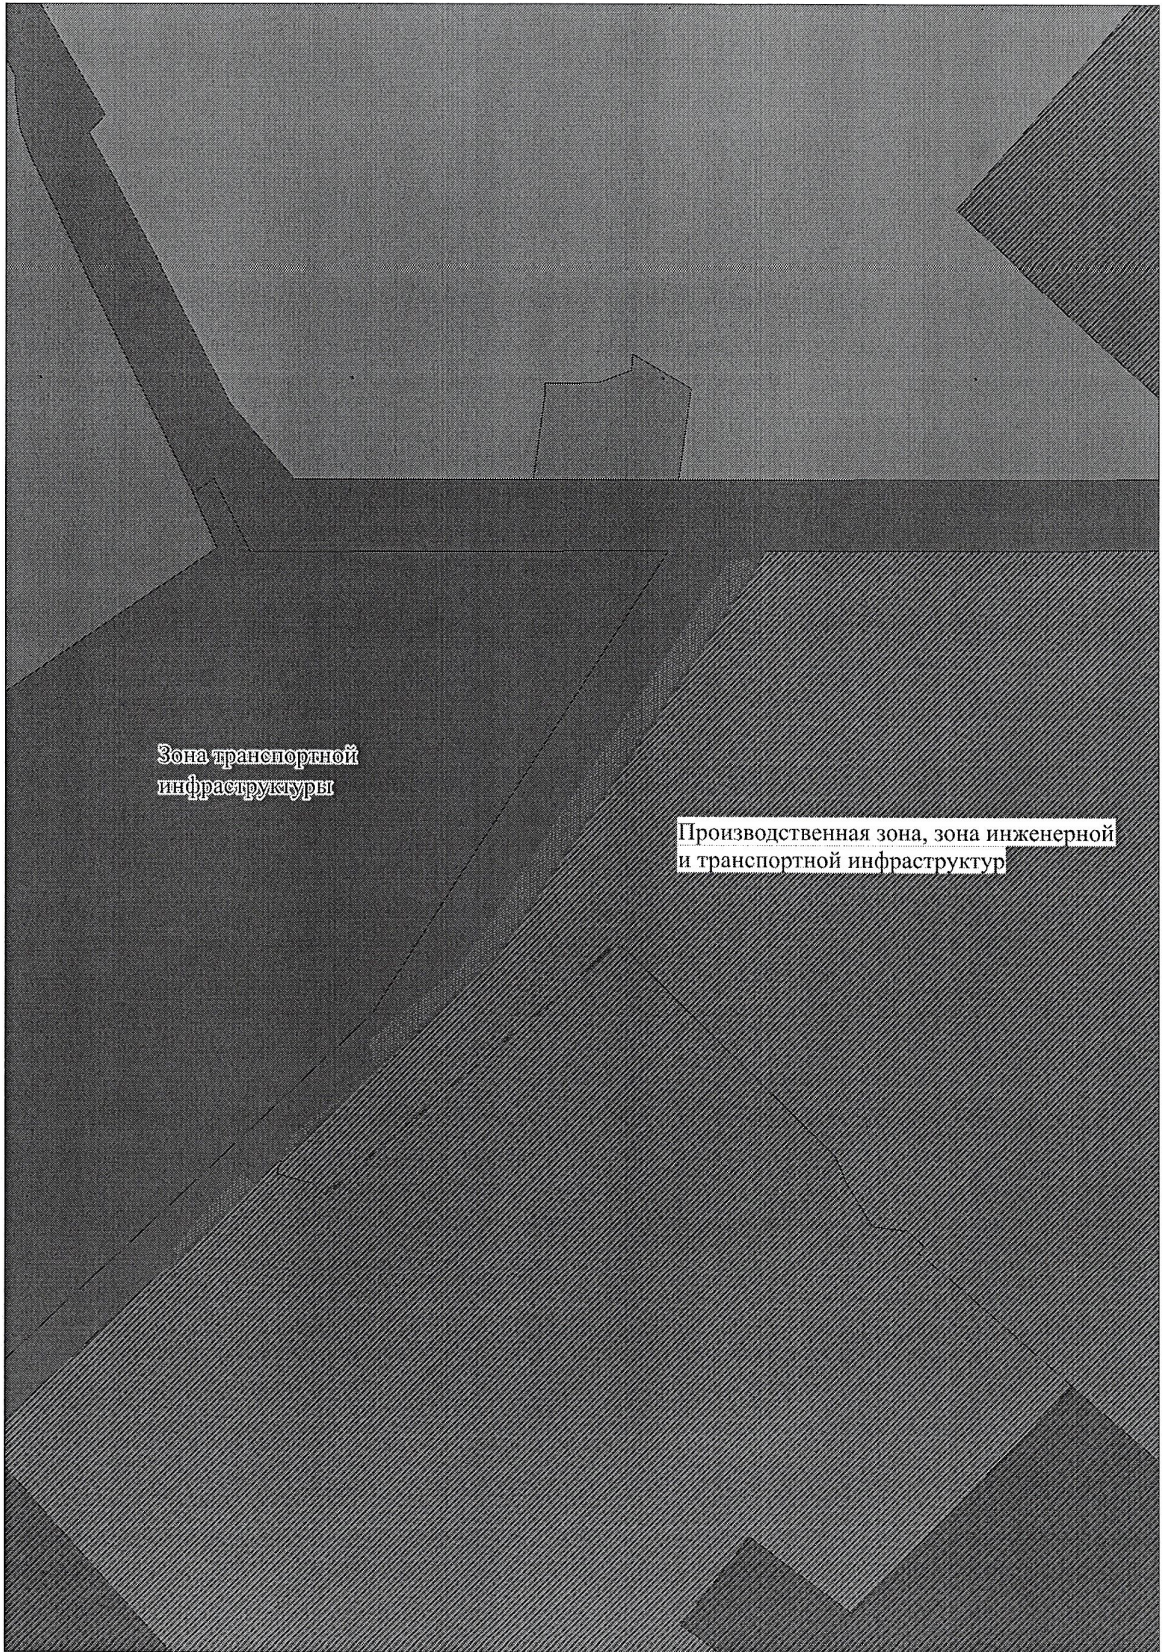 Зона транспортной
инфраструктуры
Производственная зона, зона инженерной
и транспортной инфраструктур